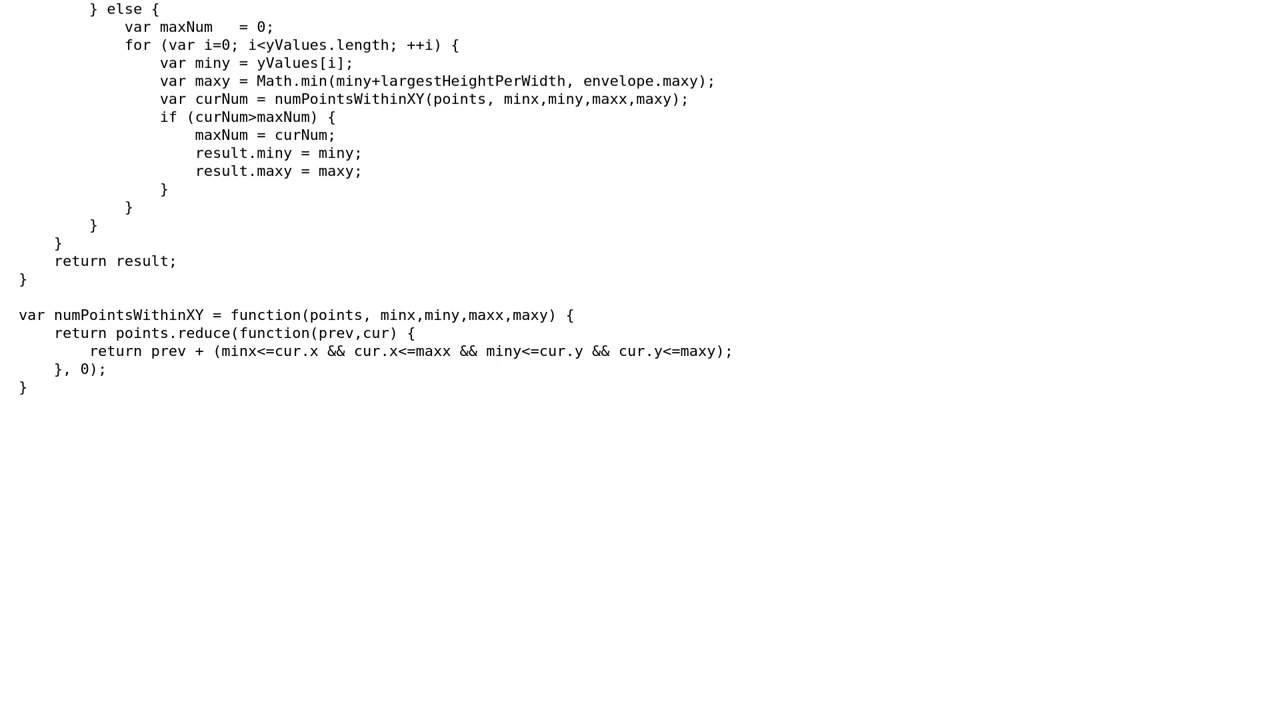 } else {
            var maxNum   = 0;
            for (var i=0; i<yValues.length; ++i) {
                var miny = yValues[i];
                var maxy = Math.min(miny+largestHeightPerWidth, envelope.maxy);
                var curNum = numPointsWithinXY(points, minx,miny,maxx,maxy);
                if (curNum>maxNum) {
                    maxNum = curNum;
                    result.miny = miny;
                    result.maxy = maxy;
                }
            }
        }
    }
    return result;
}

var numPointsWithinXY = function(points, minx,miny,maxx,maxy) {
    return points.reduce(function(prev,cur) {
        return prev + (minx<=cur.x && cur.x<=maxx && miny<=cur.y && cur.y<=maxy);
    }, 0);
}